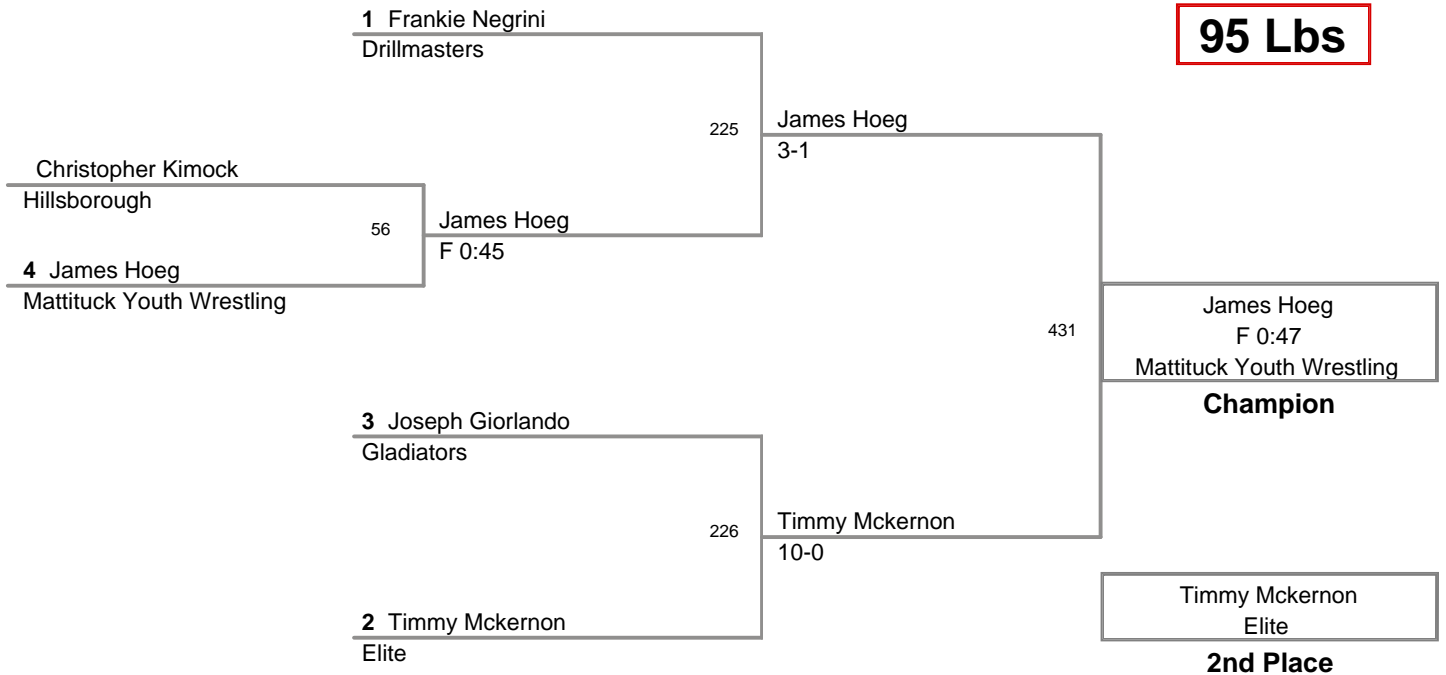 1 Frankie Negrini
Drillmasters
95 Lbs
225
James Hoeg
3-1
Christopher Kimock
Hillsborough
56
James Hoeg
F 0:45
4 James Hoeg
Mattituck Youth Wrestling
431
James Hoeg
F 0:47
Mattituck Youth Wrestling
Champion
3 Joseph Giorlando
Gladiators
226
Timmy Mckernon
10-0
2 Timmy Mckernon
Elite
Timmy Mckernon
Elite
2nd Place